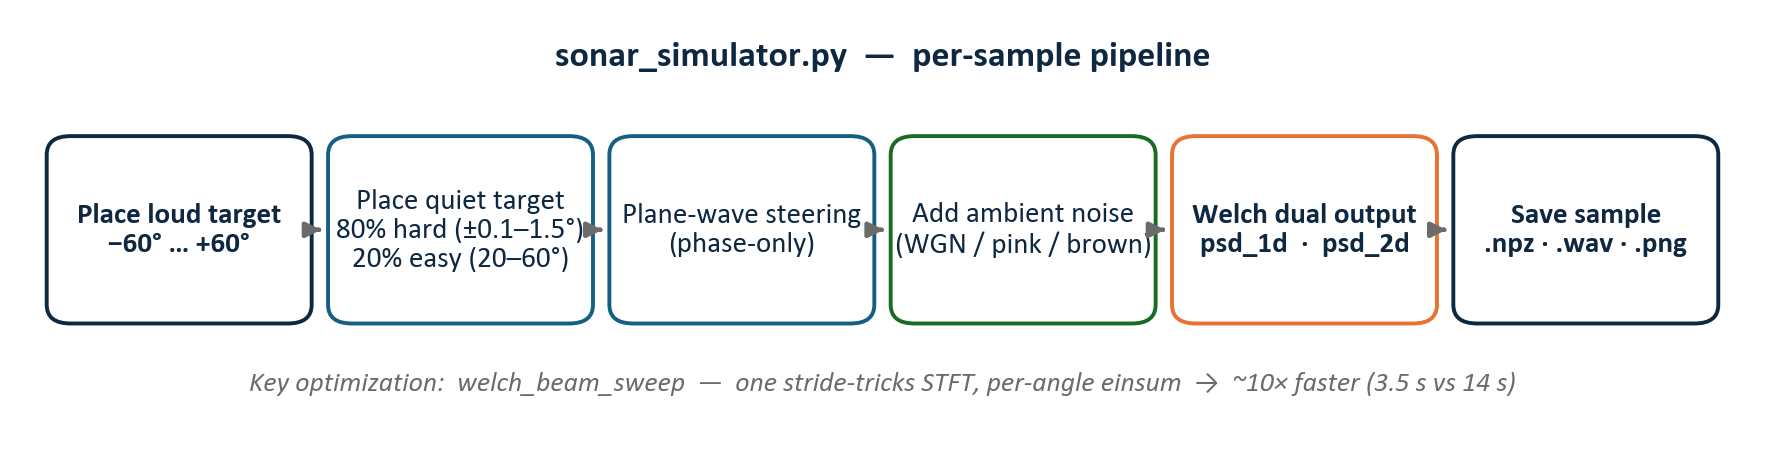 sonar_simulator.py — per-sample pipeline
Place loud target
−60° … +60°
Place quiet target
80% hard (±0.1–1.5°)
20% easy (20–60°)
Plane-wave steering
(phase-only)
Add ambient noise
(WGN / pink / brown)
Welch dual output
psd_1d · psd_2d
Save sample
.npz · .wav · .png
Key optimization: welch_beam_sweep — one stride-tricks STFT, per-angle einsum → ~10× faster (3.5 s vs 14 s)